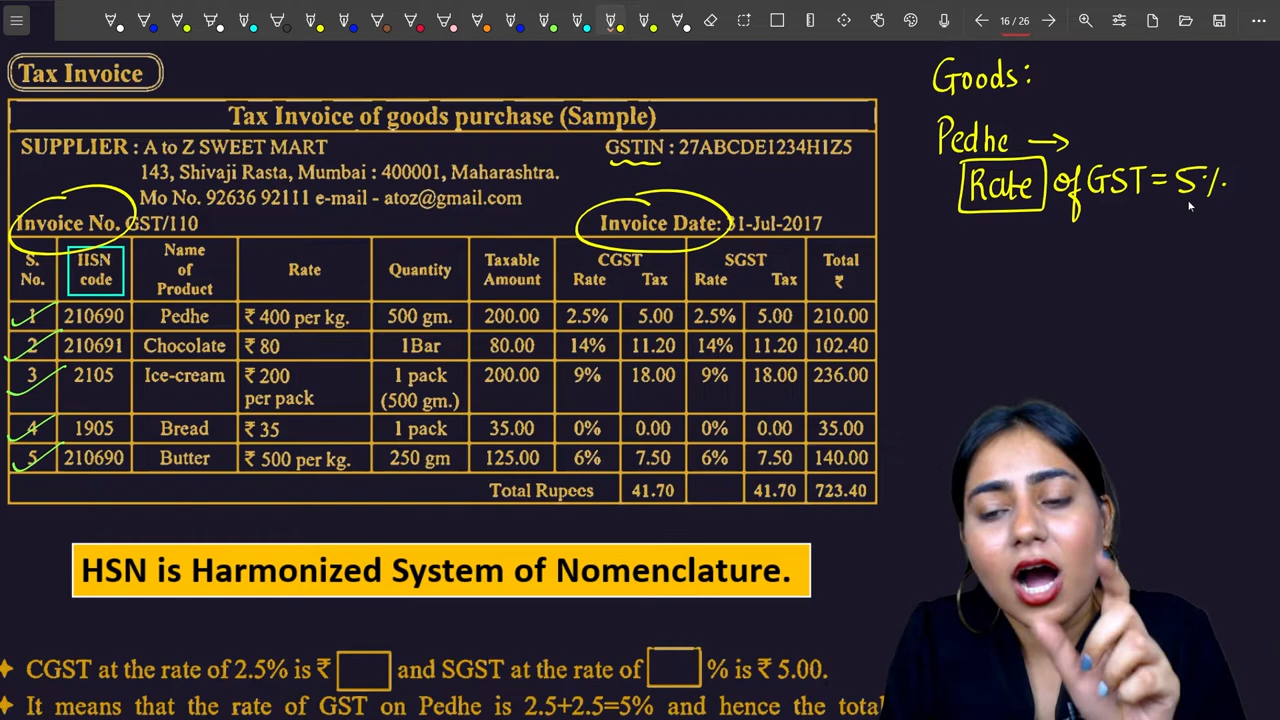 16 / 26
Tax Invoice
Goods:
Tax Invoice of goods purchase (Sample)
SUPPLIER : A to Z SWEET MART GSTIN : 27ABCDE1234H1Z5
143, Shivaji Rasta, Mumbai : 400001, Maharashtra.
Mo No. 92636 92111 e-mail - atoz@gmail.com
Invoice No. GST/110 Invoice Date: 31-Jul-2017
Pedhe →
Rate of GST = 5%
S. No. HSN code Name of Product Rate Quantity Taxable Amount CGST Rate Tax SGST Rate Tax Total ₹
1 210690 Pedhe ₹ 400 per kg. 500 gm. 200.00 2.5% 5.00 2.5% 5.00 210.00
2 210691 Chocolate ₹ 80 1Bar 80.00 14% 11.20 14% 11.20 102.40
3 2105 Ice-cream ₹ 200 per pack 1 pack (500 gm.) 200.00 9% 18.00 9% 18.00 236.00
4 1905 Bread ₹ 35 1 pack 35.00 0% 0.00 0% 0.00 35.00
5 210690 Butter ₹ 500 per kg. 250 gm 125.00 6% 7.50 6% 7.50 140.00
Total Rupees 41.70 41.70 723.40
HSN is Harmonized System of Nomenclature.
CGST at the rate of 2.5% is ₹ and SGST at the rate of % is ₹ 5.00.
It means that the rate of GST on Pedhe is 2.5+2.5=5% and hence the total